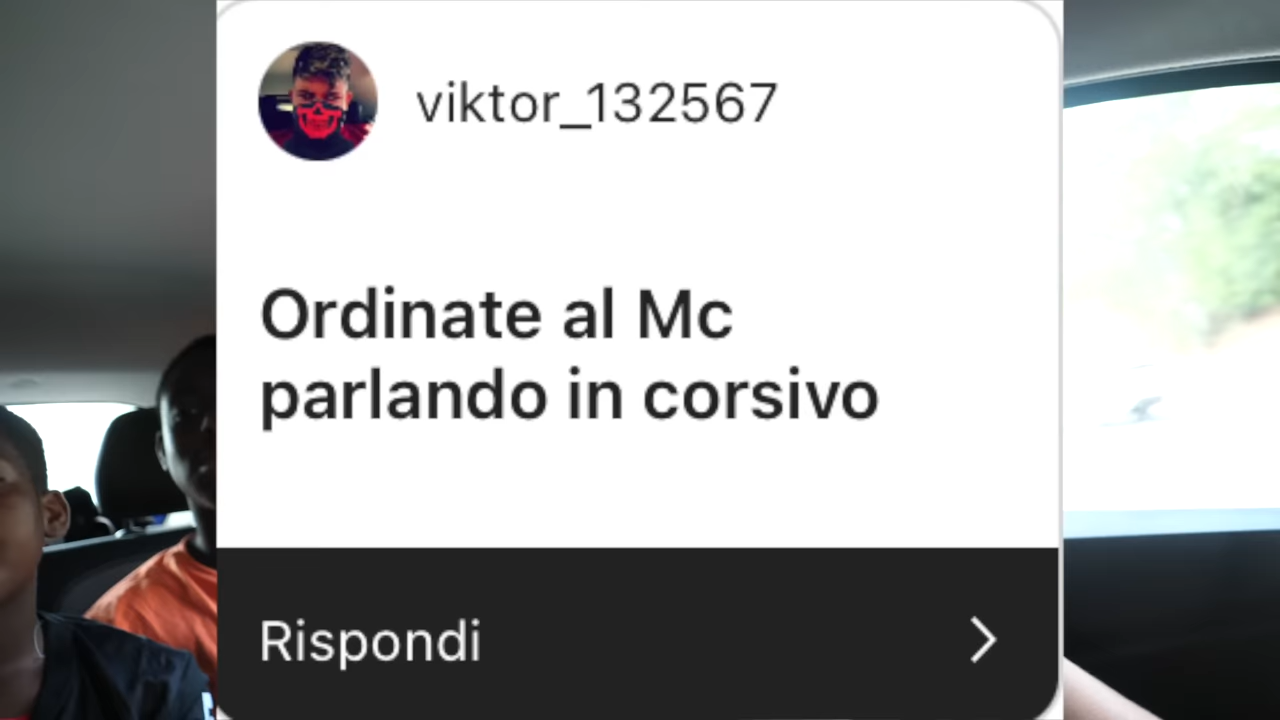 viktor_132567
Ordinate al Mc
parlando in corsivo
Rispondi